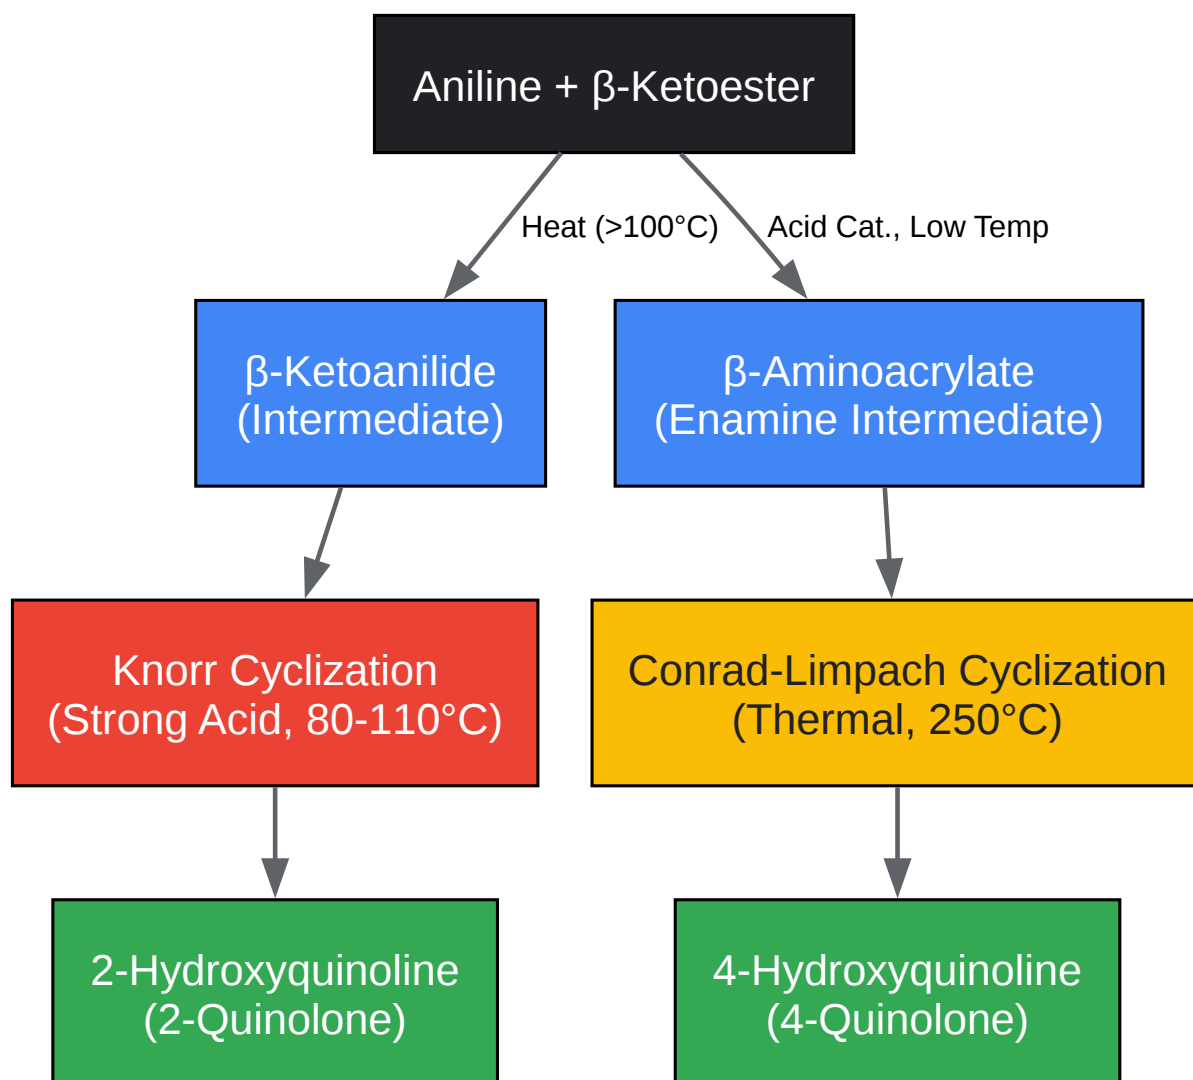 Aniline + β-Ketoester
Heat (>100°C)
Acid Cat., Low Temp
β-Ketoanilide
(Intermediate)
β-Aminoacrylate
(Enamine Intermediate)
Knorr Cyclization
(Strong Acid, 80-110°C)
Conrad-Limpach Cyclization
(Thermal, 250°C)
2-Hydroxyquinoline
(2-Quinolone)
4-Hydroxyquinoline
(4-Quinolone)